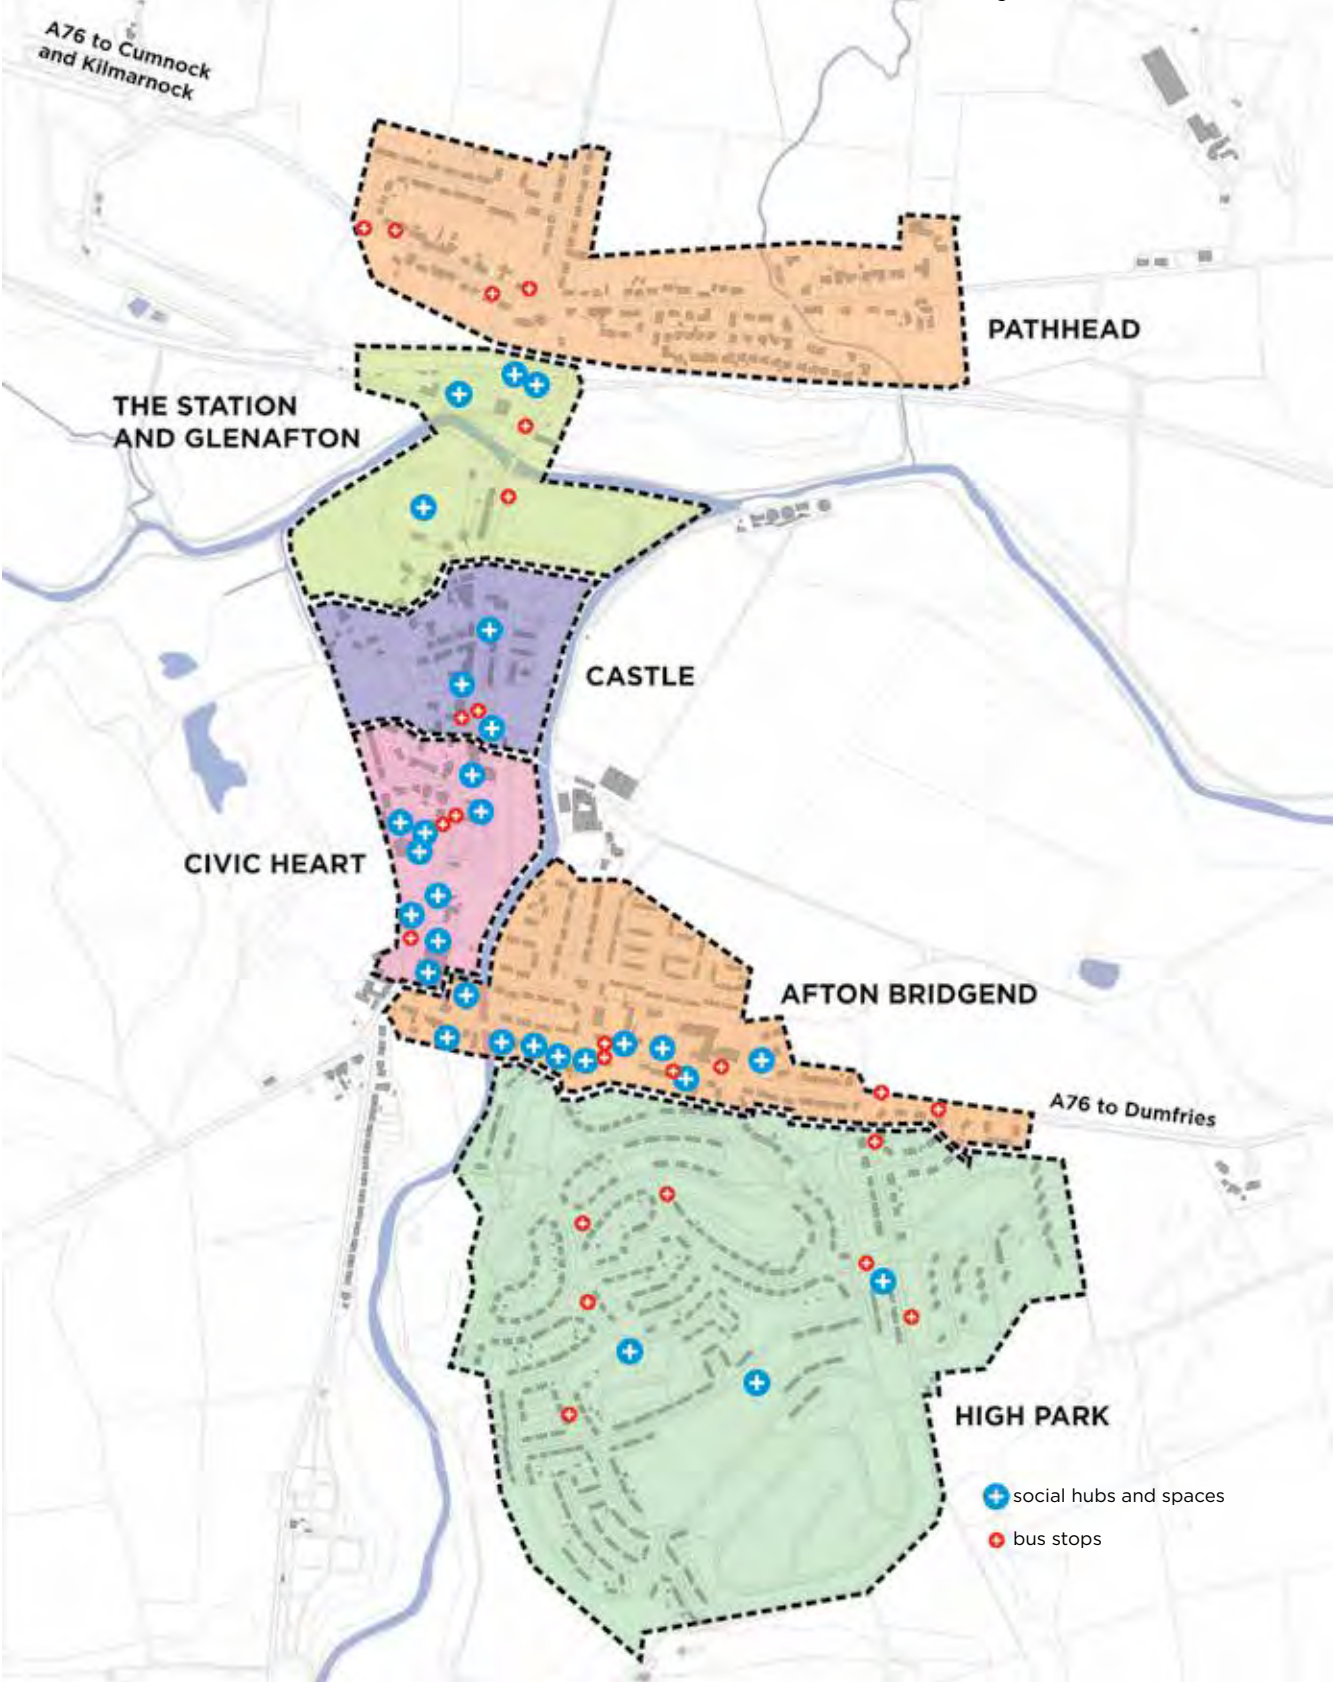 A76 to Cumnock
and Kilmarnock
PATHHEAD
THE STATION
AND GLENAFTON
CASTLE
CIVIC HEART
AFTON BRIDGEND
A76 to Dumfries
HIGH PARK
social hubs and spaces
bus stops